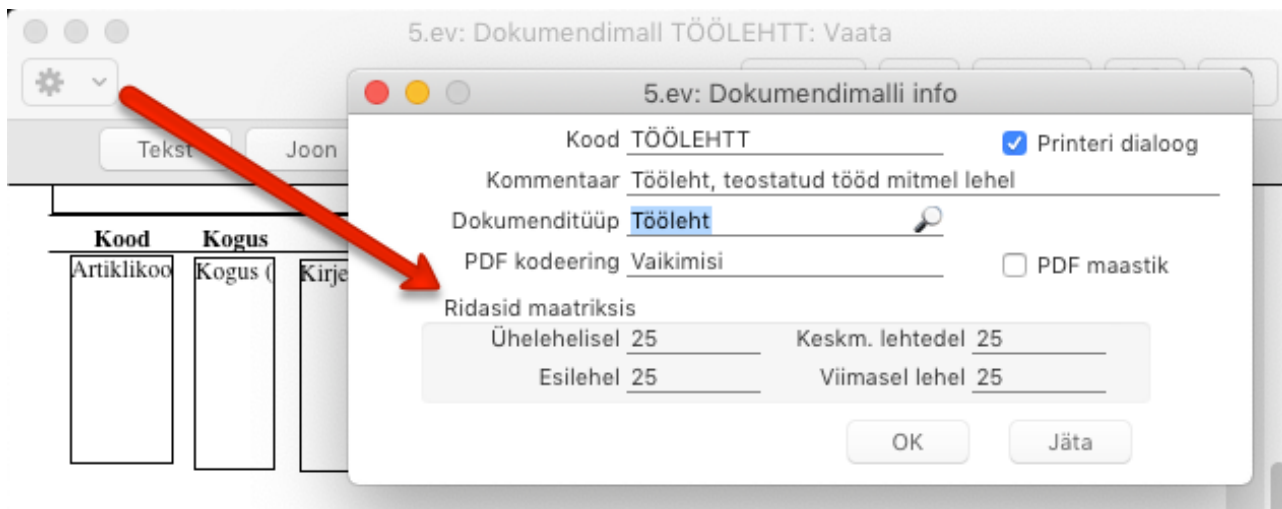 5.ev: Dokumendimall TÖÖLEHTT: Vaata
5.ev: Dokumendimalli info
Tekst Joon
Kood TÖÖLEHTT Printeri dialoog
Kommentaar Tööleht, teostatud tööd mitmel lehel
Dokumenditüüp Tööleht
PDF kodeering Vaikimisi PDF maastik
Ridasid maatriksis
Ühelehelisel 25 Keskm. lehtedel 25
Esilehel 25 Viimasel lehel 25
OK Jäta
Kood Kogus
Artiklikoo Kogus ( Kirje